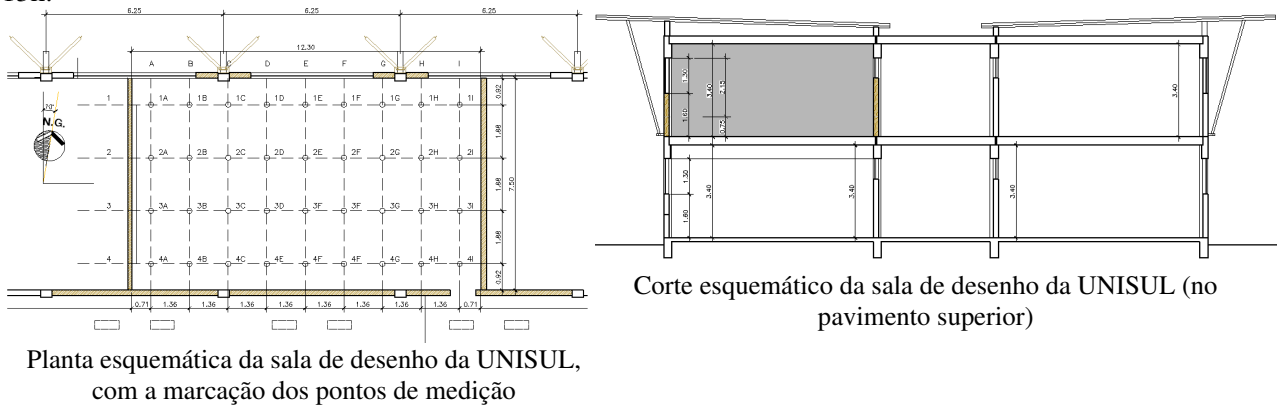 13h.
6.25 6.25 6.25
12.30
A B C D E F G H I
1 1A 1B 1C 1D 1E 1F 1G 1H 1I
N.G.
2 2A 2B 2C 2D 2E 2F 2G 2H 2I
3 3A 3B 3C 3D 3F 3F 3G 3H 3I
4 4A 4B 4C 4E 4F 4F 4G 4H 4I
0.92
1.68
1.68
1.68
0.92
7.50
0.71 1.36 1.36 1.36 1.36 1.36 1.36 1.36 0.71
Planta esquemática da sala de desenho da UNISUL,
com a marcação dos pontos de medição
1.30
1.60
3.40
2.15
0.75
3.40
1.30
1.60
3.40
3.40
3.40
Corte esquemático da sala de desenho da UNISUL (no
pavimento superior)